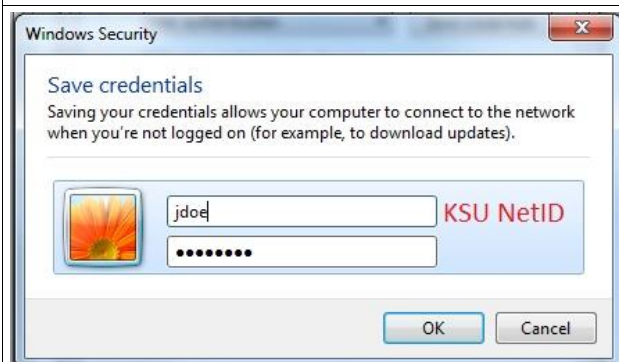 Windows Security
Save credentials
Saving your credentials allows your computer to connect to the network
when you're not logged on (for example, to download updates).
jdoe
KSU NetID
••••••••
OK
Cancel